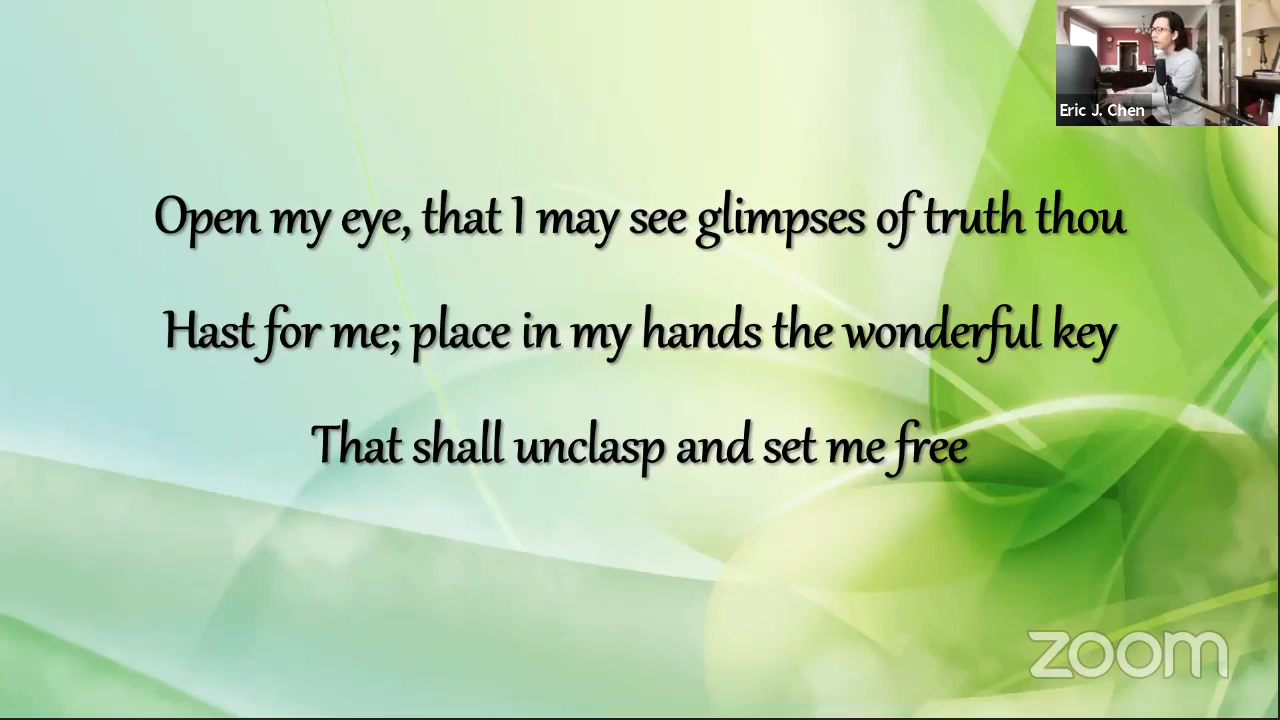 Eric J. Chen
Open my eye, that I may see glimpses of truth thou
Hast for me; place in my hands the wonderful key
That shall unclasp and set me free
zoom